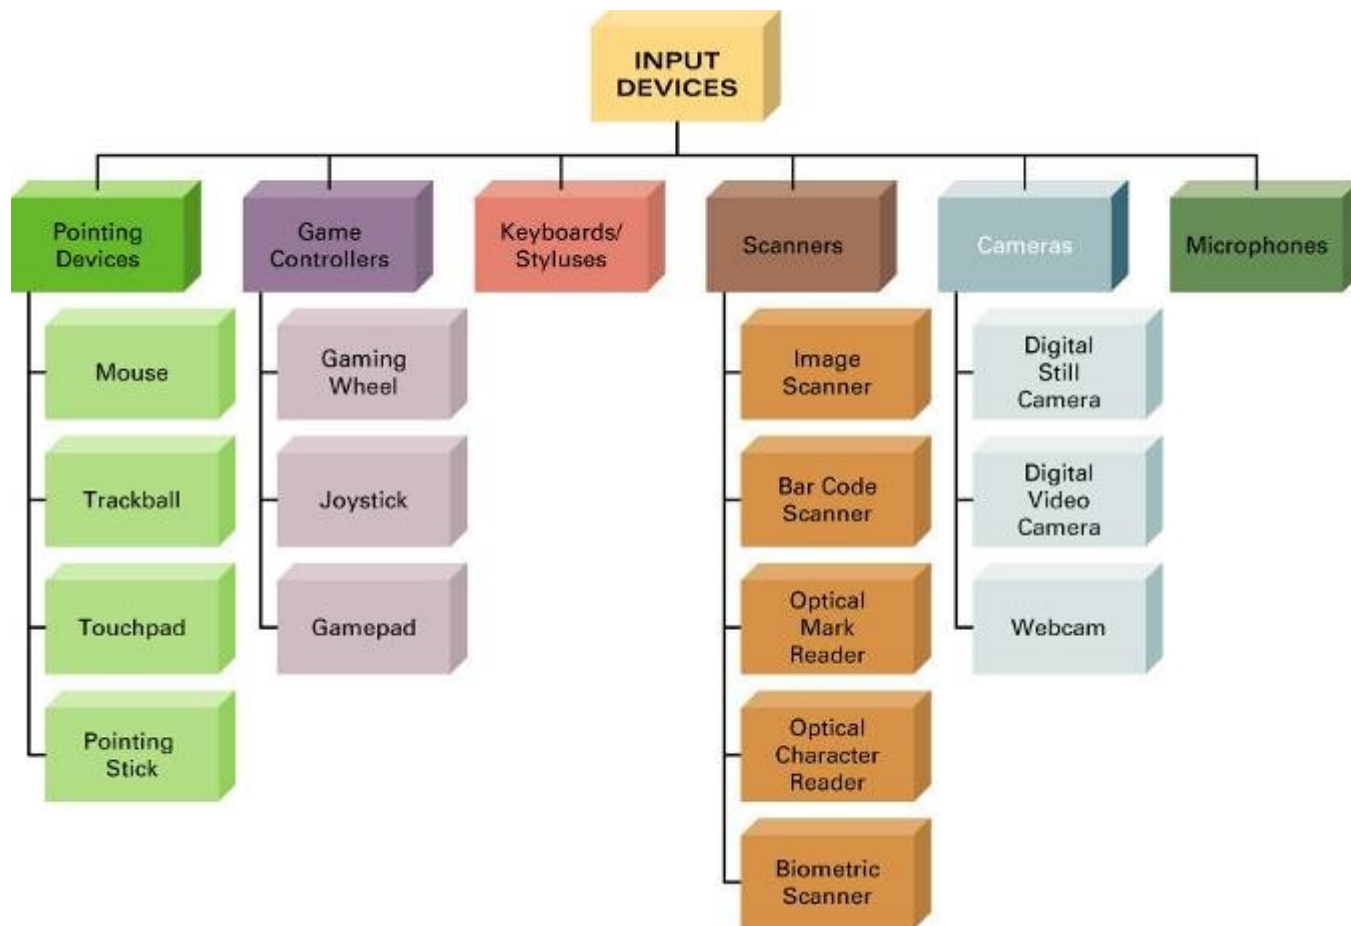 INPUT
DEVICES
Pointing
Devices
Game
Controllers
Keyboards/
Styluses
Scanners
Cameras
Microphones
Mouse
Trackball
Touchpad
Pointing
Stick
Gaming
Wheel
Joystick
Gamepad
Image
Scanner
Bar Code
Scanner
Optical
Mark
Reader
Optical
Character
Reader
Biometric
Scanner
Digital
Still
Camera
Digital
Video
Camera
Webcam